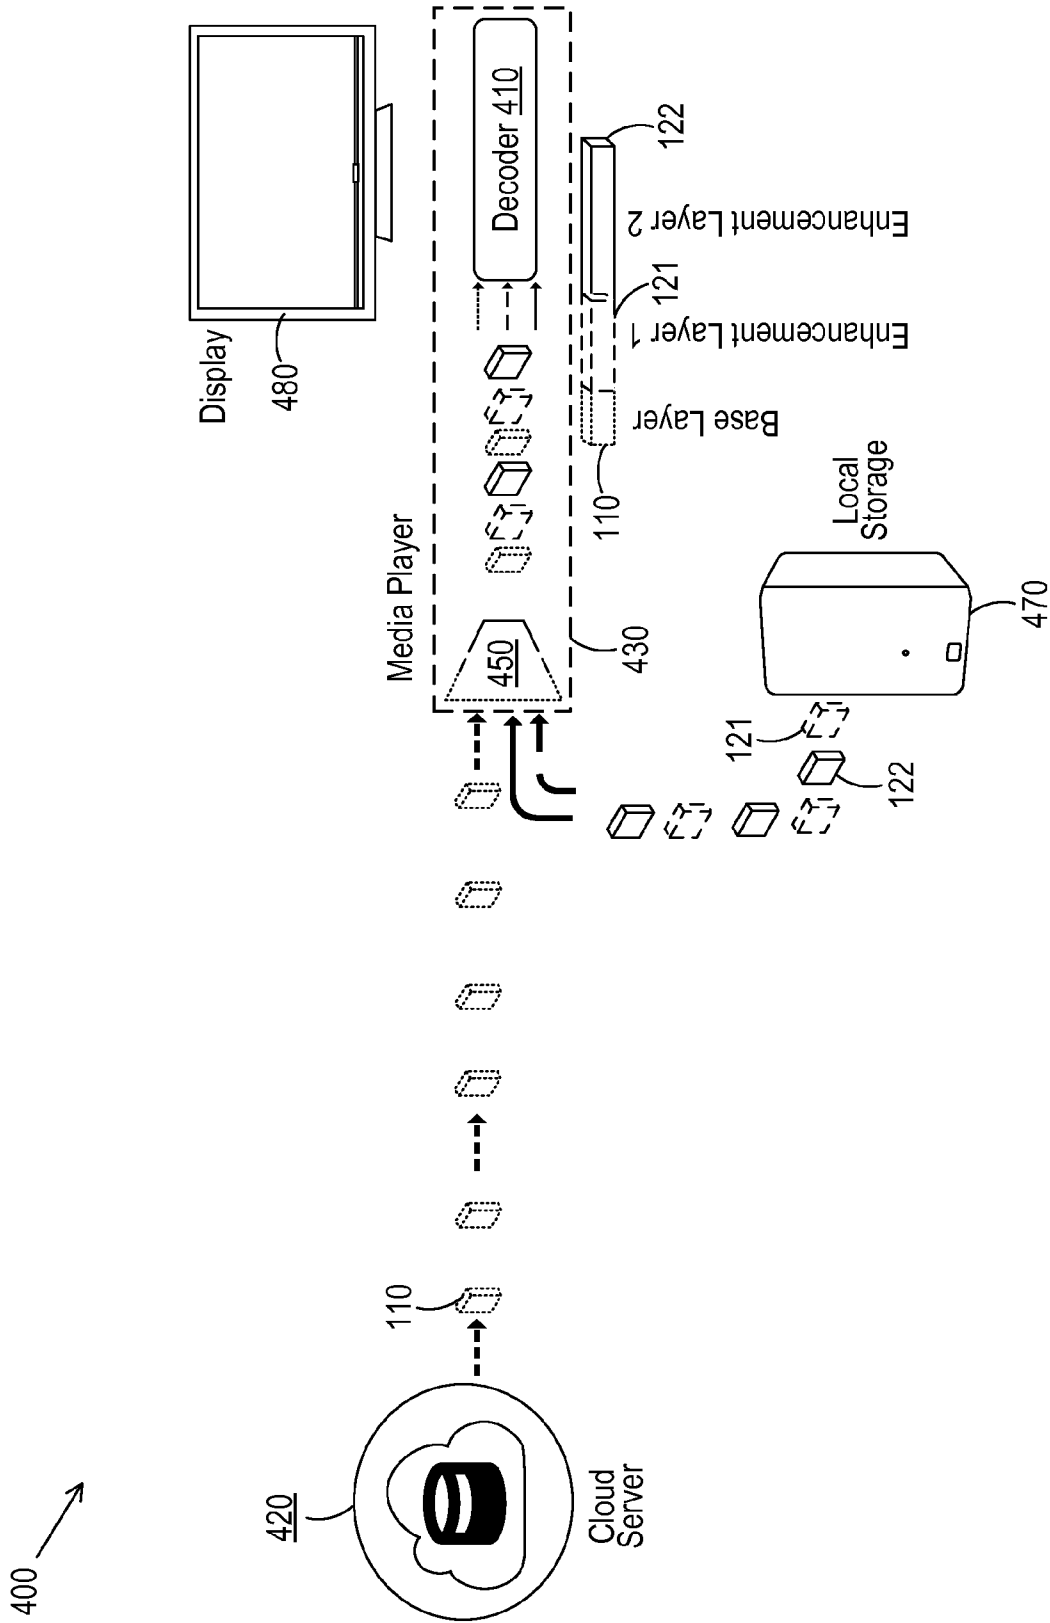 400
420
Cloud
Server
110
Media Player
450
430
Decoder 410
Display
480
110
Base Layer
Enhancement Layer 1
121
Enhancement Layer 2
122
121
122
Local
Storage
470